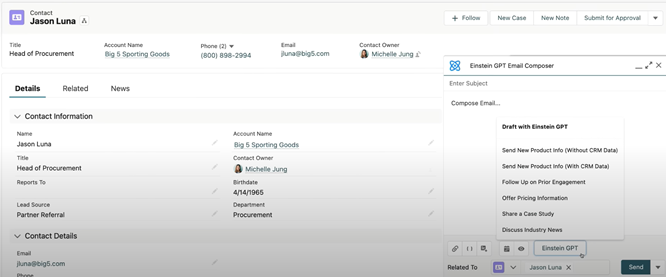 Contact
Jason Luna
+ Follow
New Case
New Note
Submit for Approval
Title
Head of Procurement
Account Name
Big 5 Sporting Goods
Phone (2)
(800) 898-2994
Email
jluna@big5.com
Contact Owner
Michelle Jung
Details
Related
News
Contact Information
Name
Jason Luna
Account Name
Big 5 Sporting Goods
Title
Head of Procurement
Contact Owner
Michelle Jung
Reports To
Birthdate
4/14/1965
Lead Source
Partner Referral
Department
Procurement
Contact Details
Email
jluna@big5.com
Phone
Einstein GPT Email Composer
Enter Subject
Compose Email...
Draft with Einstein GPT
Send New Product Info (Without CRM Data)
Send New Product Info (With CRM Data)
Follow Up on Prior Engagement
Offer Pricing Information
Share a Case Study
Discuss Industry News
Einstein GPT
Related To
Jason Luna
Send